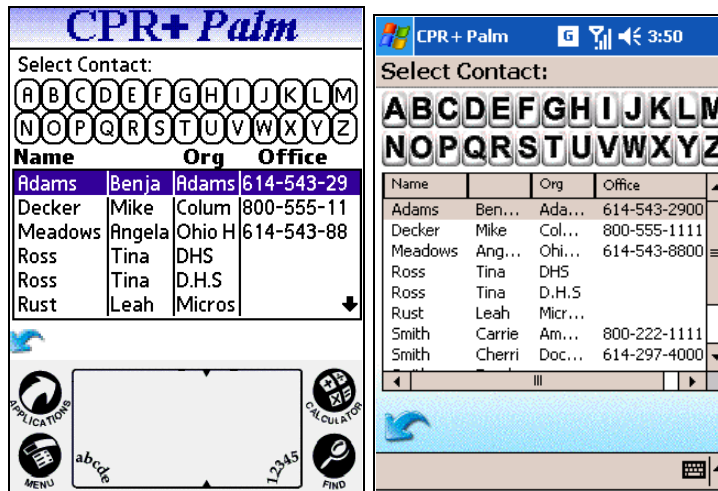 CPR+ Palm
Select Contact:
A B C D E F G H I J K L M
N O P Q R S T U V W X Y Z
Name Org Office
Adams Benja Adams 614-543-29
Decker Mike Colum 800-555-11
Meadows Angela Ohio H 614-543-88
Ross Tina DHS
Ross Tina D.H.S
Rust Leah Micros
APPLICATIONS
CALCULATOR
MENU
abcde
12345
FIND
CPR+ Palm G 3:50
Select Contact:
A B C D E F G H I J K L M
N O P Q R S T U V W X Y Z
Name Org Office
Adams Ben... Ada... 614-543-2900
Decker Mike Col... 800-555-1111
Meadows Ang... Ohi... 614-543-8800
Ross Tina DHS
Ross Tina D.H.S
Rust Leah Micr...
Smith Carrie Am... 800-222-1111
Smith Cherri Doc... 614-297-4000